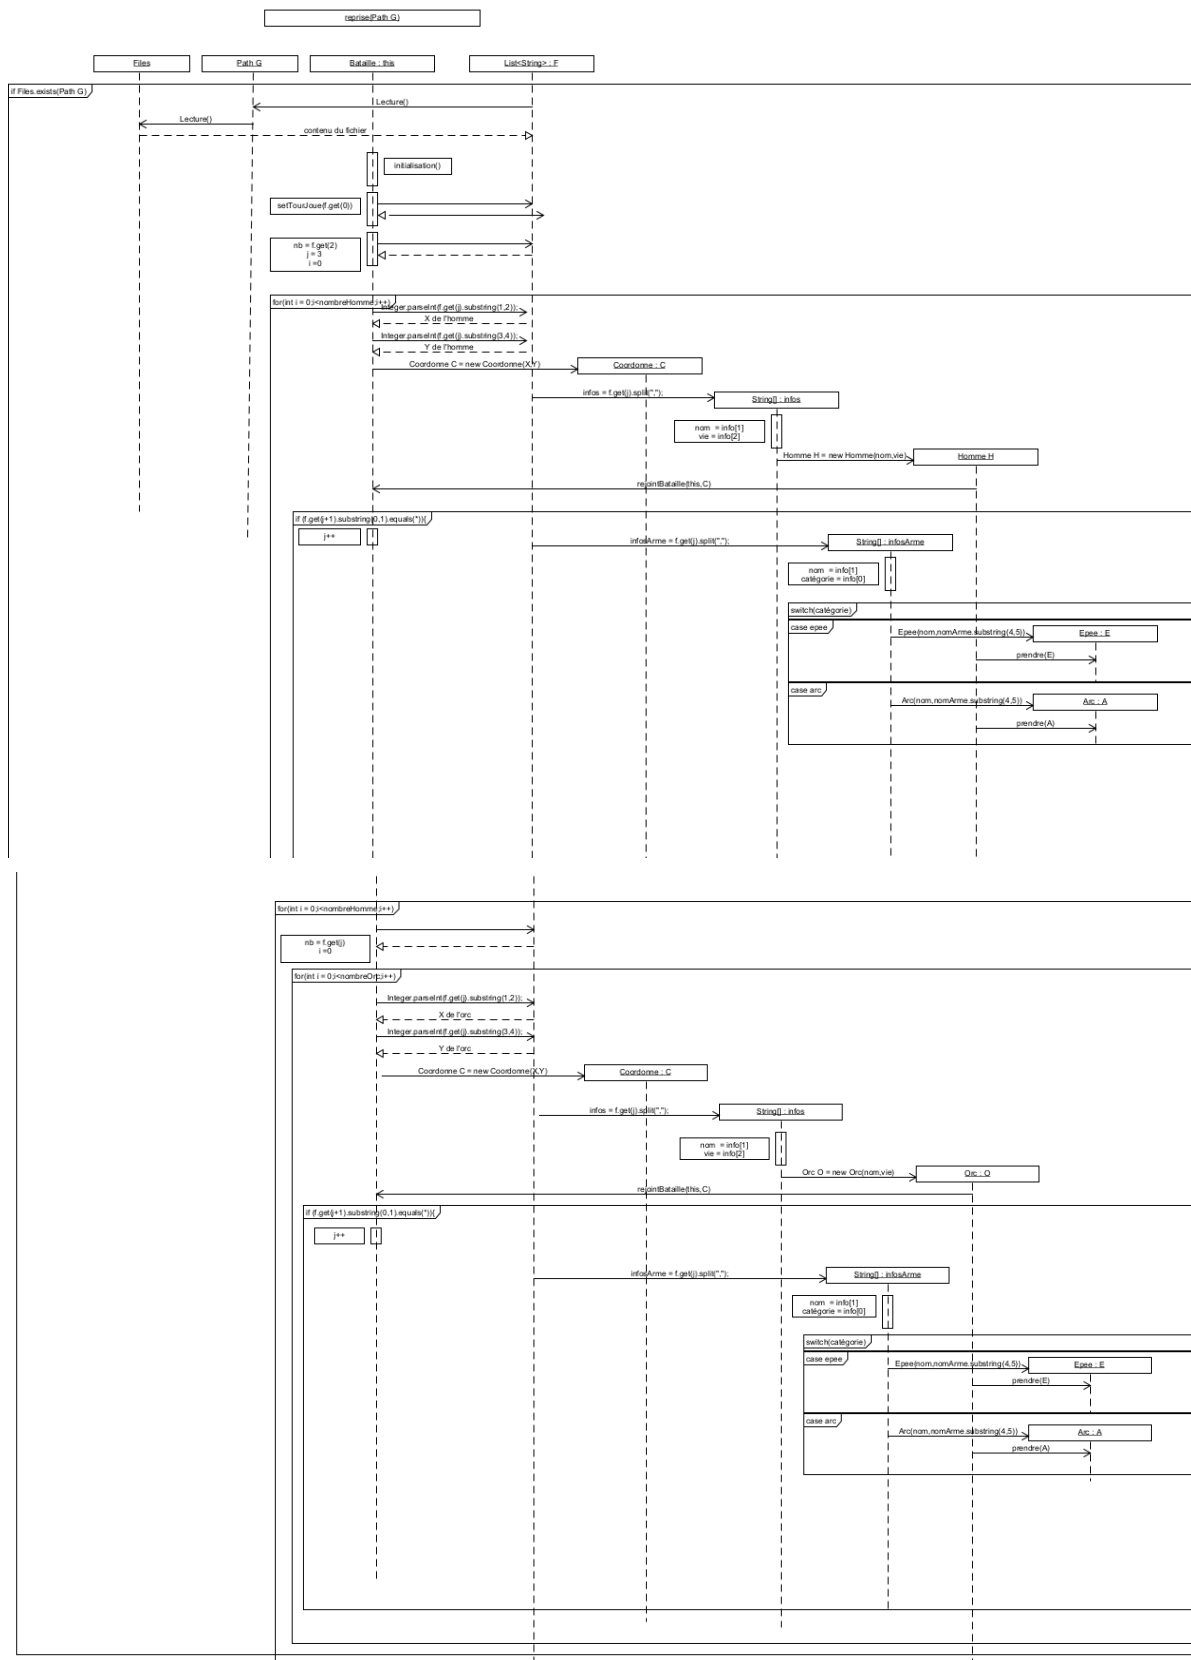 reprise(Path G)
Files
Path G
Bataille : this
List<String> : F
if Files.exists(Path G)
Lecture()
Lecture()
contenu du fichier
initialisation()
setTourJoue(f.get(0))
nb = f.get(2)
j = 3
i =0
for(int i = 0;i<nombreHomme;i++)
Integer.parseInt(f.get(j).substring(1,2));
X de l'homme
Integer.parseInt(f.get(j).substring(3,4));
Y de l'homme
Coordonne C = new Coordonne(X,Y)
Coordonne : C
infos = f.get(j).split(",");
String[] : infos
nom = info[1]
vie = info[2]
Homme H = new Homme(nom,vie)
Homme H
rejointBataille(this,C)
if (f.get(j+1).substring(0,1).equals(*)){
j++
infosArme = f.get(j).split(",");
String[] : infosArme
nom = info[1]
catégorie = info[0]
switch(catégorie)
case epee
Epee(nom,nomArme.substring(4,5))
Epee : E
prendre(E)
case arc
Arc(nom,nomArme.substring(4,5))
Arc : A
prendre(A)
for(int i = 0;i<nombreHomme;i++)
nb = f.get(j)
i =0
for(int i = 0;i<nombreOrc;i++)
Integer.parseInt(f.get(j).substring(1,2));
X de l'orc
Integer.parseInt(f.get(j).substring(3,4));
Y de l'orc
Coordonne C = new Coordonne(X,Y)
Coordonne : C
infos = f.get(j).split(",");
String[] : infos
nom = info[1]
vie = info[2]
Orc O = new Orc(nom,vie)
Orc : O
rejointBataille(this,C)
if (f.get(j+1).substring(0,1).equals(*)){
j++
infosArme = f.get(j).split(",");
String[] : infosArme
nom = info[1]
catégorie = info[0]
switch(catégorie)
case epee
Epee(nom,nomArme.substring(4,5))
Epee : E
prendre(E)
case arc
Arc(nom,nomArme.substring(4,5))
Arc : A
prendre(A)